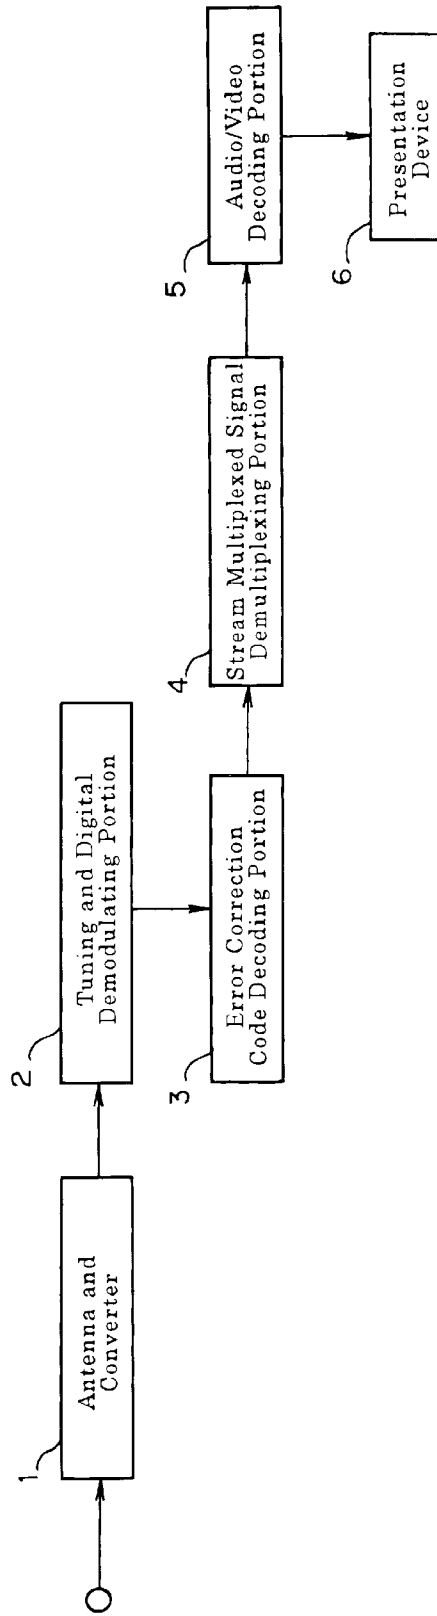 1
Antenna and
Converter
2
Tuning and Digital
Demodulating Portion
3
Error Correction
Code Decoding Portion
4
Stream Multiplexed Signal
Demultiplexing Portion
5
Audio/Video
Decoding Portion
6
Presentation
Device